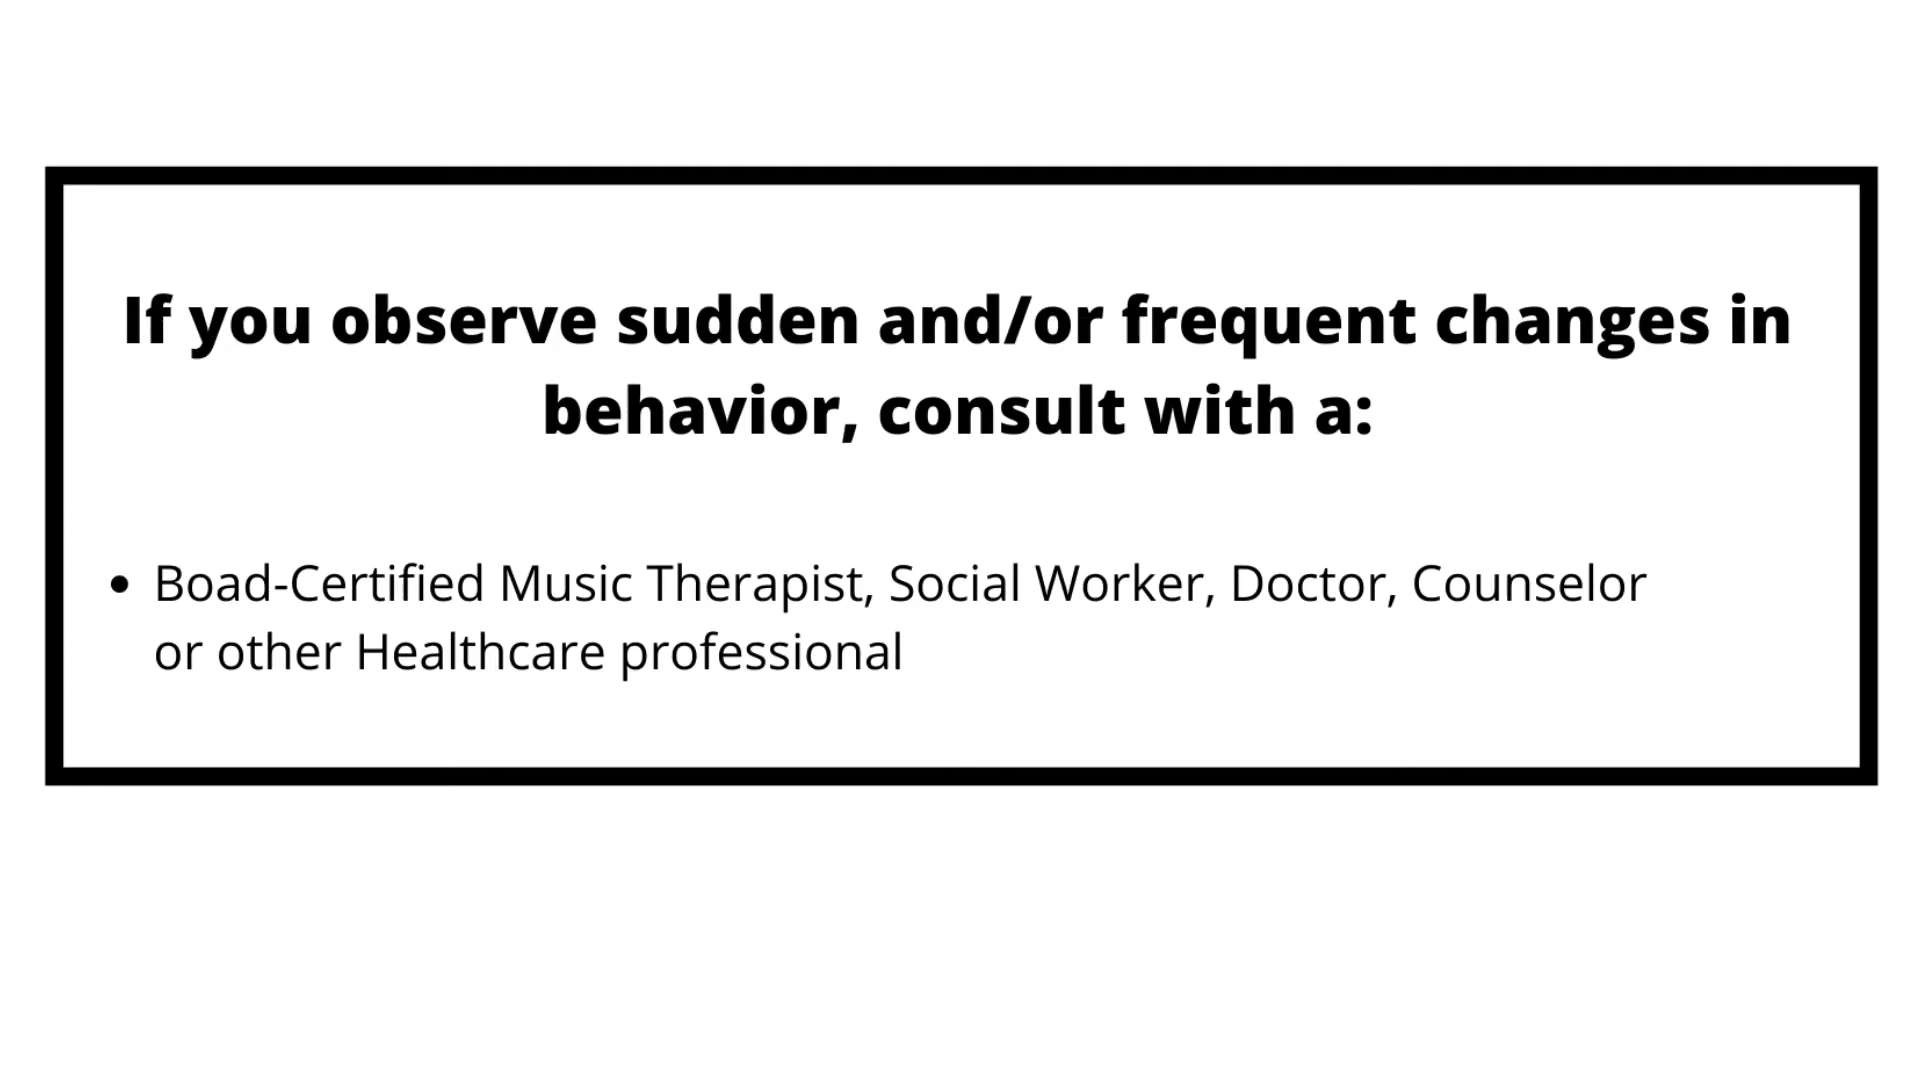 If you observe sudden and/or frequent changes in
behavior, consult with a:
• Boad-Certified Music Therapist, Social Worker, Doctor, Counselor
or other Healthcare professional